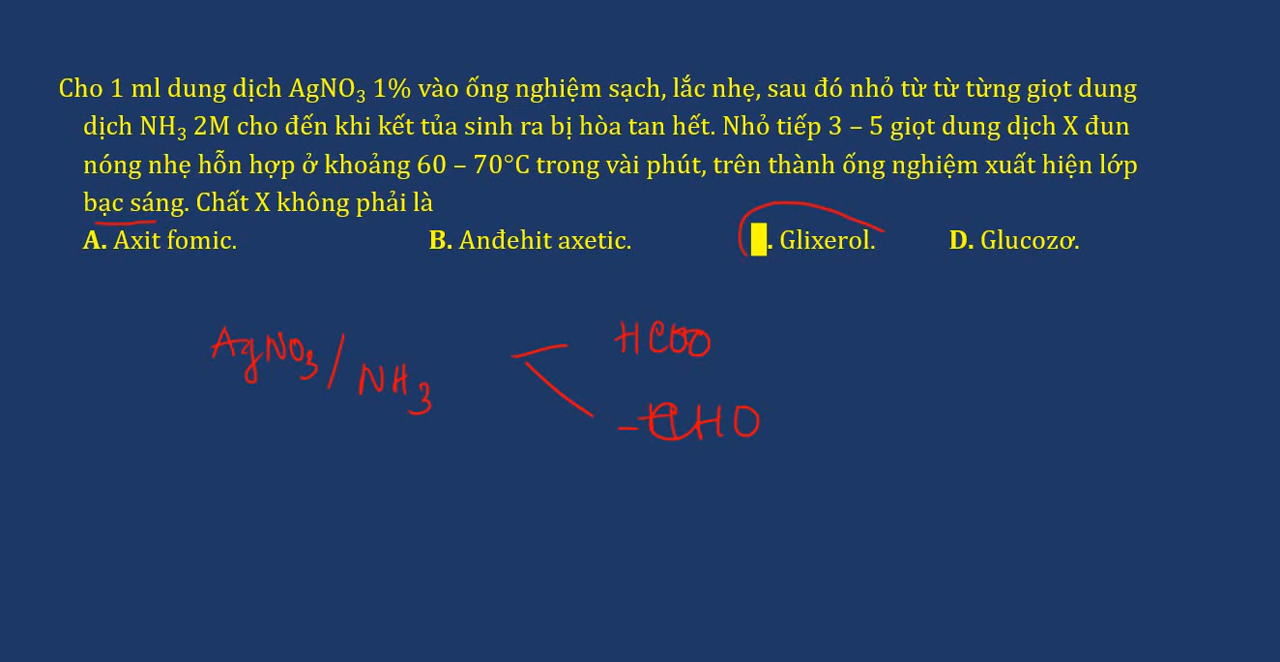 Cho 1 ml dung dịch AgNO₃ 1% vào ống nghiệm sạch, lắc nhẹ, sau đó nhỏ từ từ từng giọt dung
dịch NH₃ 2M cho đến khi kết tủa sinh ra bị hòa tan hết. Nhỏ tiếp 3 – 5 giọt dung dịch X đun
nóng nhẹ hỗn hợp ở khoảng 60 – 70°C trong vài phút, trên thành ống nghiệm xuất hiện lớp
bạc sáng. Chất X không phải là
A. Axit fomic. B. Anđehit axetic. . Glixerol. D. Glucozơ.
AgNO₃/NH₃
HCOO
-CHO